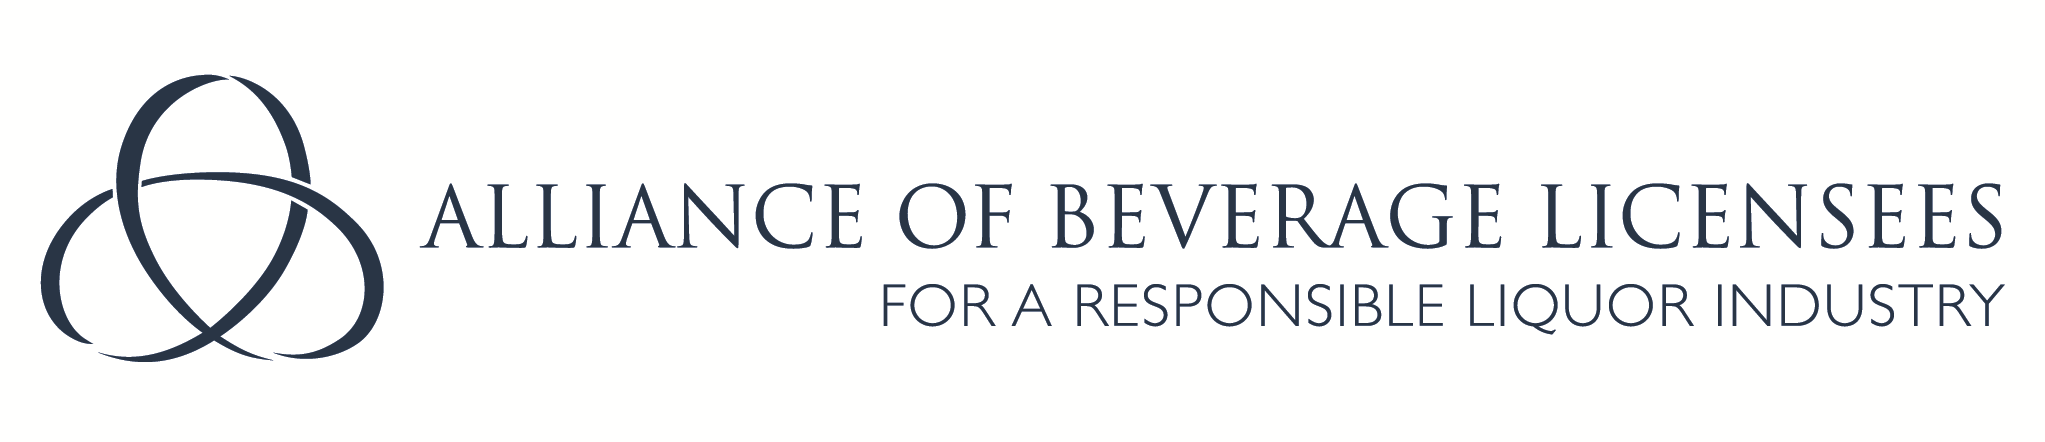 ALLIANCE OF BEVERAGE LICENSEES
FOR A RESPONSIBLE LIQUOR INDUSTRY